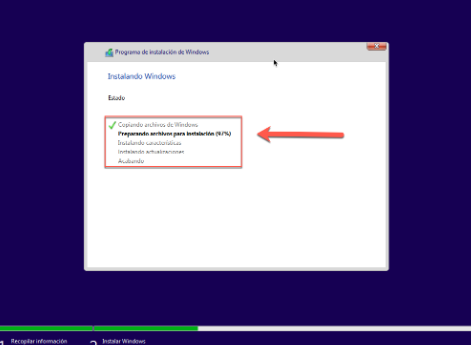 Programa de instalación de Windows
Instalando Windows
Estado
Copiando archivos de Windows
Preparando archivos para instalación (97%)
Instalando características
Instalando actualizaciones
Acabando
1 Recopilar información
2 Instalar Windows